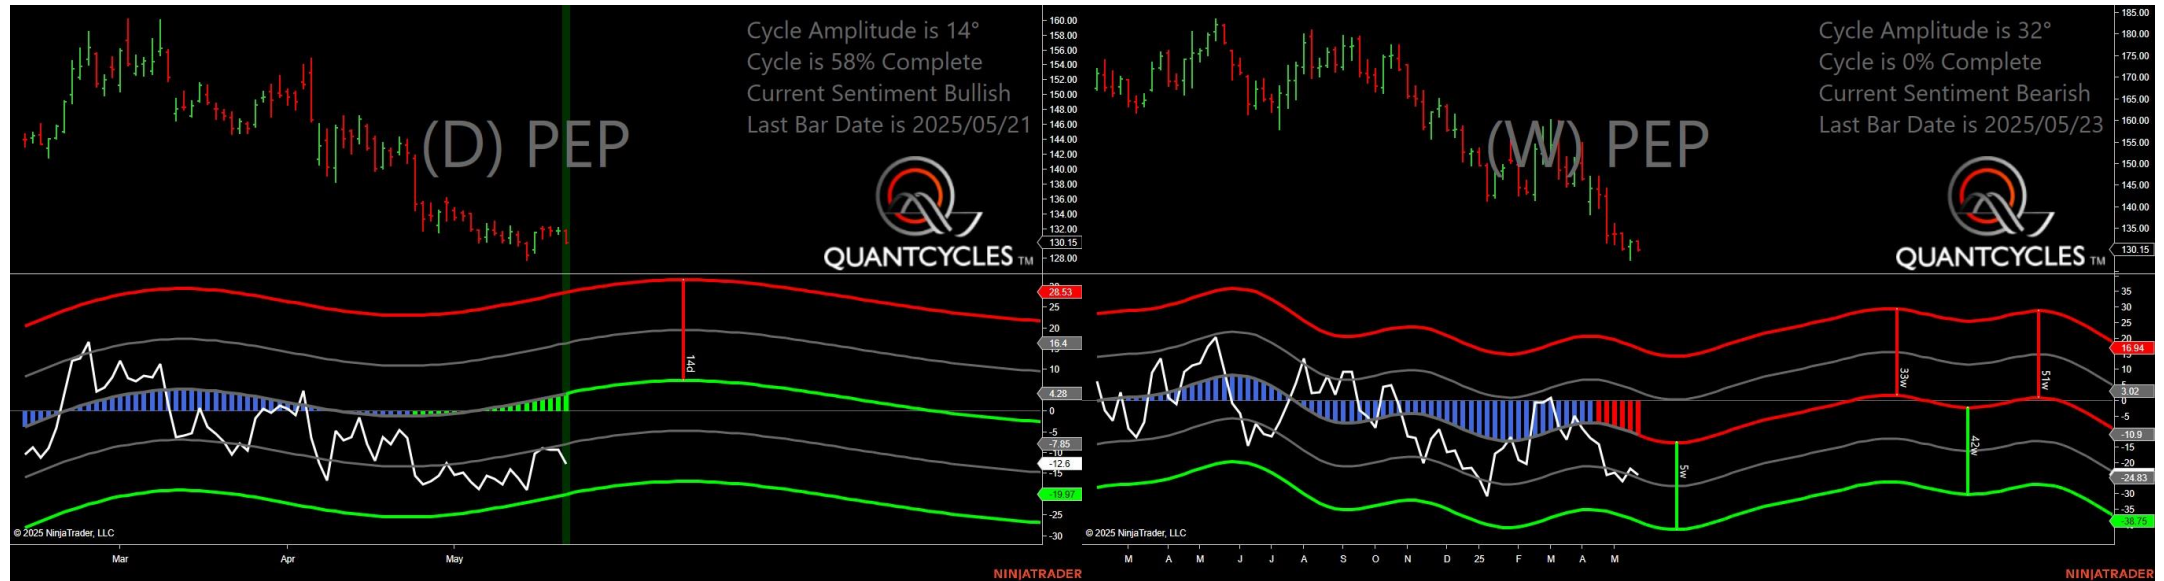 Cycle Amplitude is 14°
Cycle is 58% Complete
Current Sentiment Bullish
Last Bar Date is 2025/05/21
(D) PEP
QUANTCYCLES TM
160.00
158.00
156.00
154.00
152.00
150.00
148.00
146.00
144.00
142.00
140.00
138.00
136.00
134.00
132.00
130.15
128.00
28.53
25
20
16.4
10
4.28
0
-5
-7.85
-10
-12.6
-15
-19.97
-25
-30
14d
© 2025 NinjaTrader, LLC
Mar
Apr
May
NINJATRADER
Cycle Amplitude is 32°
Cycle is 0% Complete
Current Sentiment Bearish
Last Bar Date is 2025/05/23
(W) PEP
QUANTCYCLES TM
185.00
180.00
175.00
170.00
165.00
160.00
155.00
150.00
145.00
140.00
135.00
130.15
35
30
25
20
16.94
10
5
3.02
0
-5
-10.9
-15
-20
-24.83
-30
-35
-38.75
5w
33w
42w
51w
© 2025 NinjaTrader, LLC
M A M J J A S O N D 25 F M A M
NINJATRADER